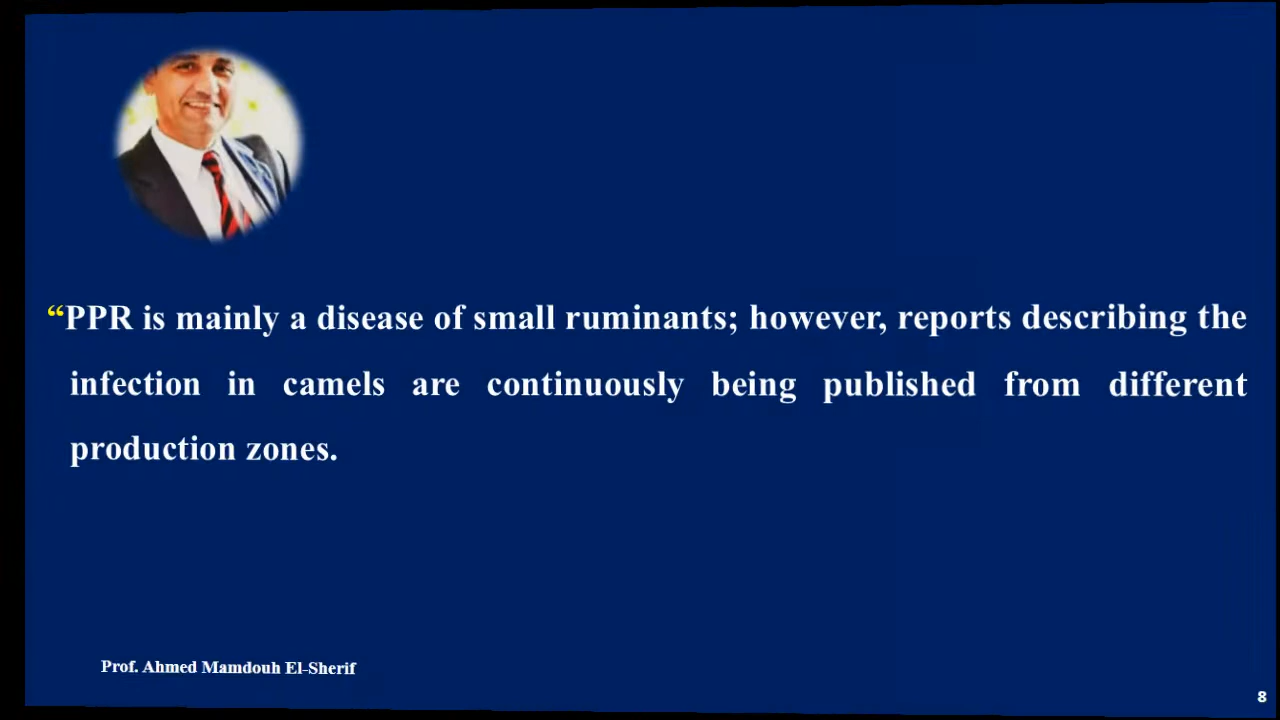 “PPR is mainly a disease of small ruminants; however, reports describing the
infection in camels are continuously being published from different
production zones.
Prof. Ahmed Mamdouh El-Sherif
8